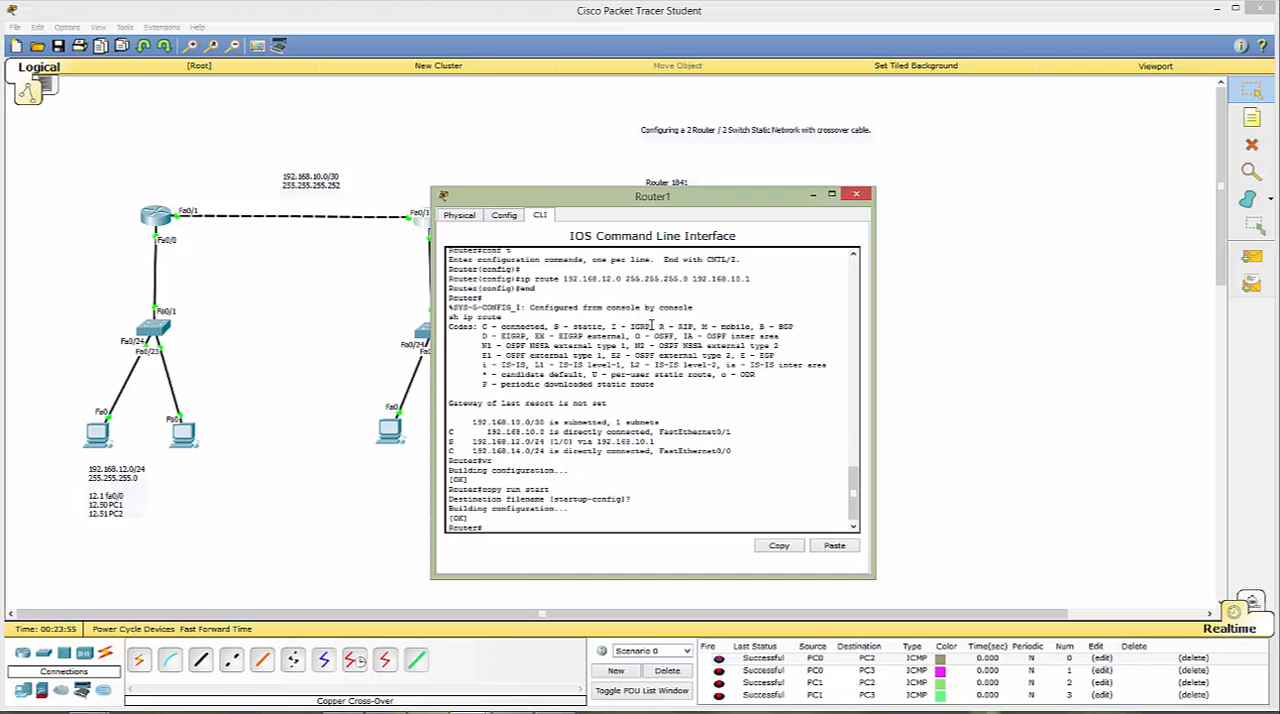 Cisco Packet Tracer Student
File Edit Options View Tools Extensions Help
Logical [Root] New Cluster Move Object Set Tiled Background Viewport
Configuring a 2 Router / 2 Switch Static Network with crossover cable.
192.168.10.0/30
255.255.255.252
Router 1841
Fa0/1
Fa0/1
Fa0/0
Fa0/1
Fa0/24
Fa0/23
Fa0/24
Fa0
Fa0
Fa0
192.168.12.0/24
255.255.255.0
12.1 fa0/0
12.50 PC1
12.51 PC2
Router1
Physical Config CLI
IOS Command Line Interface
Router#conf t
Enter configuration commands, one per line. End with CNTL/Z.
Router(config)#
Router(config)#ip route 192.168.12.0 255.255.255.0 192.168.10.1
Router(config)#end
Router#
%SYS-5-CONFIG_I: Configured from console by console
sh ip route
Codes: C - connected, S - static, I - IGRP, R - RIP, M - mobile, B - BGP
D - EIGRP, EX - EIGRP external, O - OSPF, IA - OSPF inter area
N1 - OSPF NSSA external type 1, N2 - OSPF NSSA external type 2
E1 - OSPF external type 1, E2 - OSPF external type 2, E - EGP
i - IS-IS, L1 - IS-IS level-1, L2 - IS-IS level-2, ia - IS-IS inter area
* - candidate default, U - per-user static route, o - ODR
P - periodic downloaded static route
Gateway of last resort is not set
192.168.10.0/30 is subnetted, 1 subnets
C 192.168.10.0 is directly connected, FastEthernet0/1
S 192.168.12.0/24 [1/0] via 192.168.10.1
C 192.168.14.0/24 is directly connected, FastEthernet0/0
Router#wr
Building configuration...
[OK]
Router#copy run start
Destination filename [startup-config]?
Building configuration...
[OK]
Router#
Copy Paste
Realtime
Time: 00:23:55 Power Cycle Devices Fast Forward Time
Connections
Copper Cross-Over
Scenario 0
New Delete
Toggle PDU List Window
Fire Last Status Source Destination Type Color Time(sec) Periodic Num Edit Delete
Successful PC0 PC2 ICMP 0.000 N 0 (edit) (delete)
Successful PC0 PC3 ICMP 0.000 N 1 (edit) (delete)
Successful PC1 PC2 ICMP 0.000 N 2 (edit) (delete)
Successful PC1 PC3 ICMP 0.000 N 3 (edit) (delete)